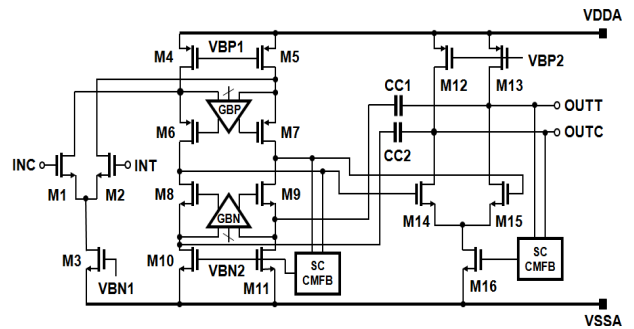 VDDA
M4 VBP1 M5
M12 M13 VBP2
CC1
GBP
OUTT
M6 M7
CC2 OUTC
INC INT
M1 M2
M8 M9
GBN
M14 M15
M3
M10 VBN2
SC
CMFB
SC
CMFB
VBN1
M11
M16
VSSA